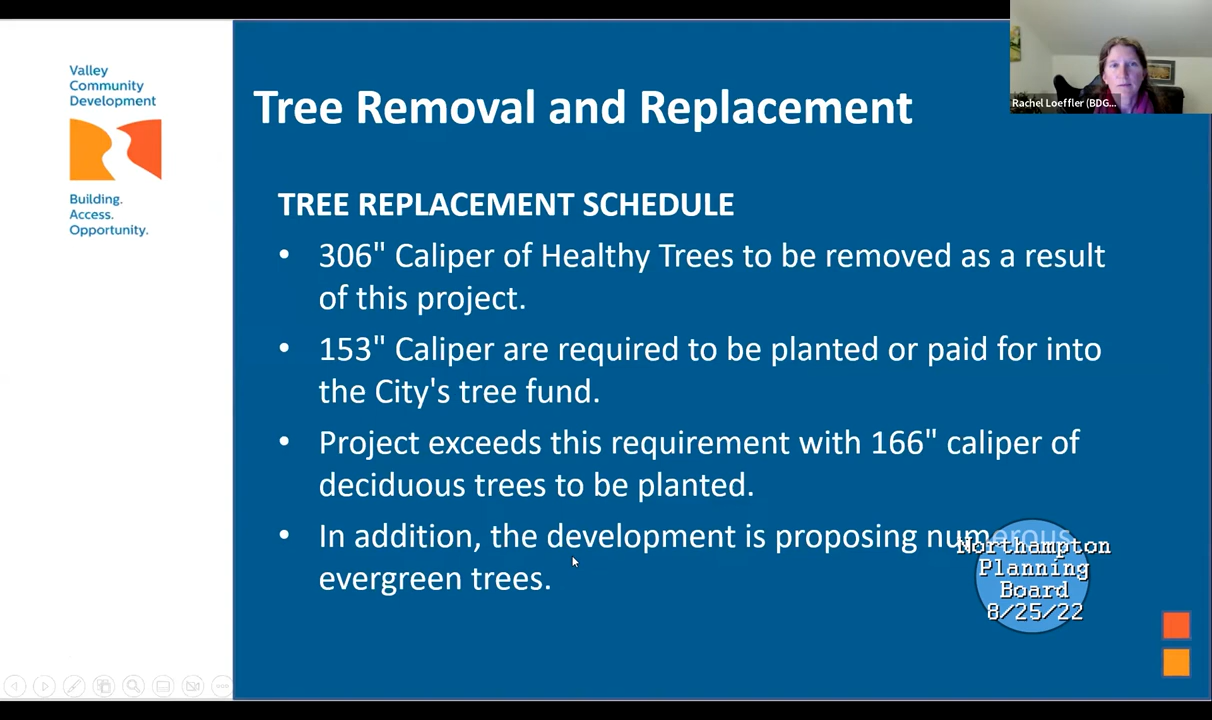 Valley
Community
Development
Building.
Access.
Opportunity.
Tree Removal and Replacement
Rachel Loeffler (BDG...
TREE REPLACEMENT SCHEDULE
• 306" Caliper of Healthy Trees to be removed as a result
of this project.
• 153" Caliper are required to be planted or paid for into
the City's tree fund.
• Project exceeds this requirement with 166" caliper of
deciduous trees to be planted.
• In addition, the development is proposing numerous
evergreen trees.
Northampton
Planning
Board
8/25/22